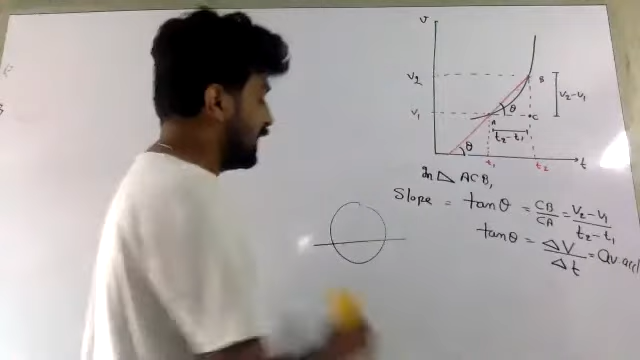 v
v₂
B
v₂-v₁
θ
v₁
A
C
t₂-t₁
θ
t₁
t₂
t
In △ ACB,
Slope = tanθ = CB/CA = V₂-V₁/t₂-t₁
tanθ = ΔV/Δt = av.accl